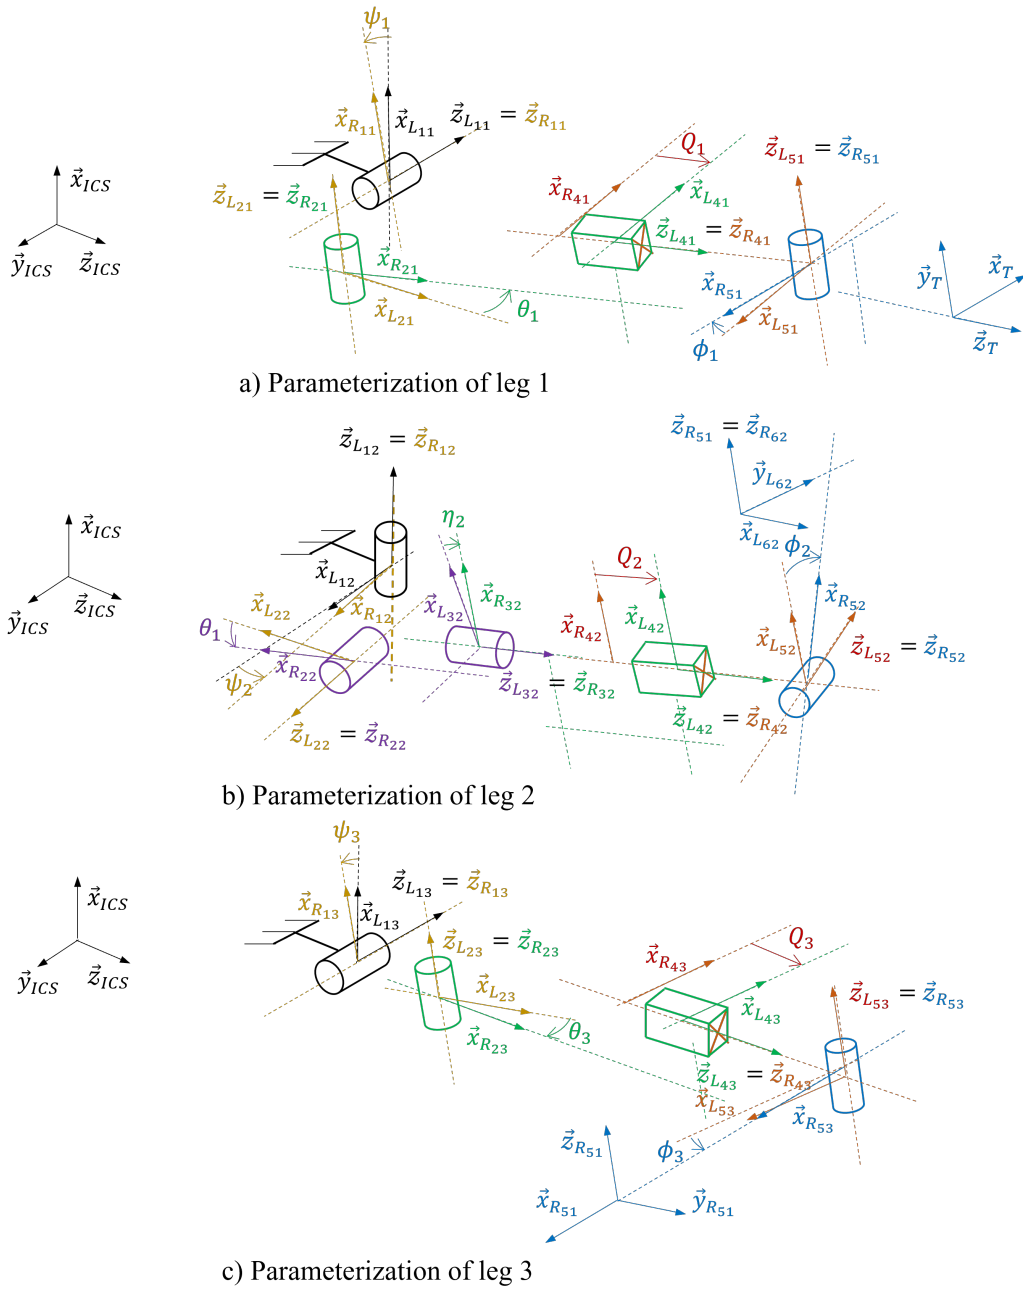 ψ₁
x⃗_{R₁₁}
x⃗_{L₁₁}
z⃗_{L₁₁} = z⃗_{R₁₁}
Q₁
z⃗_{L₅₁} = z⃗_{R₅₁}
x⃗_{ICS}
z⃗_{L₂₁} = z⃗_{R₂₁}
x⃗_{R₄₁}
x⃗_{L₄₁}
z⃗_{L₄₁} = z⃗_{R₄₁}
y⃗_{ICS}
z⃗_{ICS}
x⃗_{R₂₁}
x⃗_{L₂₁}
θ₁
x⃗_{R₅₁}
x⃗_{L₅₁}
ϕ₁
y⃗_T
x⃗_T
z⃗_T
a) Parameterization of leg 1
z⃗_{L₁₂} = z⃗_{R₁₂}
z⃗_{R₅₁} = z⃗_{R₆₂}
y⃗_{L₆₂}
x⃗_{L₆₂}
x⃗_{ICS}
y⃗_{ICS}
z⃗_{ICS}
η₂
x⃗_{L₁₂}
x⃗_{R₁₂}
x⃗_{L₂₂}
θ₁
x⃗_{R₂₂}
ψ₂
z⃗_{L₂₂} = z⃗_{R₂₂}
x⃗_{L₃₂}
x⃗_{R₃₂}
z⃗_{L₃₂} = z⃗_{R₃₂}
Q₂
x⃗_{R₄₂}
x⃗_{L₄₂}
z⃗_{L₄₂} = z⃗_{R₄₂}
ϕ₂
x⃗_{R₅₂}
x⃗_{L₅₂}
z⃗_{L₅₂} = z⃗_{R₅₂}
b) Parameterization of leg 2
ψ₃
x⃗_{R₁₃}
x⃗_{L₁₃}
z⃗_{L₁₃} = z⃗_{R₁₃}
x⃗_{ICS}
y⃗_{ICS}
z⃗_{ICS}
z⃗_{L₂₃} = z⃗_{R₂₃}
x⃗_{L₂₃}
x⃗_{R₂₃}
θ₃
x⃗_{R₄₃}
Q₃
x⃗_{L₄₃}
z⃗_{L₄₃} = z⃗_{R₄₃}
z⃗_{L₅₃} = z⃗_{R₅₃}
x⃗_{L₅₃}
x⃗_{R₅₃}
ϕ₃
z⃗_{R₅₁}
x⃗_{R₅₁}
y⃗_{R₅₁}
c) Parameterization of leg 3